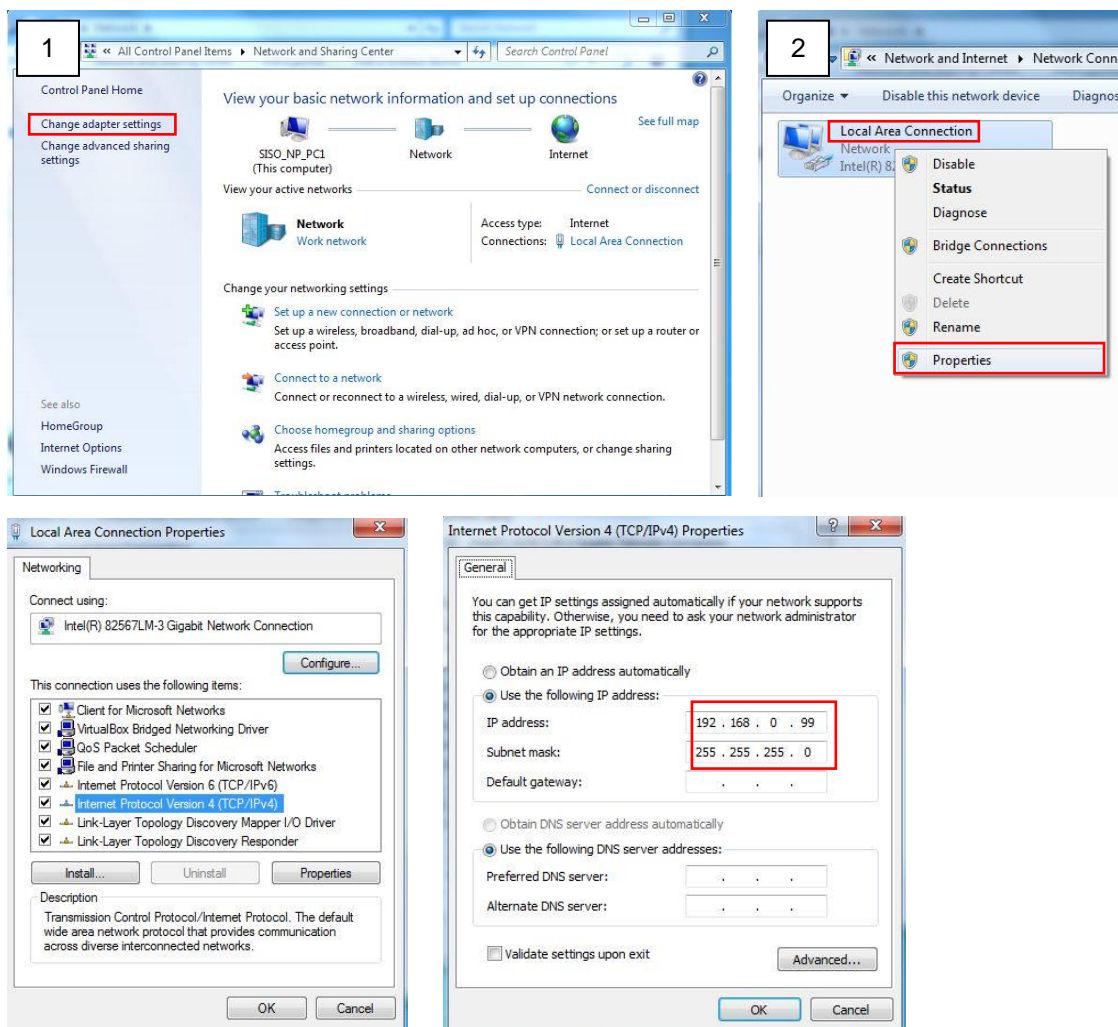 1
« All Control Panel Items ▸ Network and Sharing Center
Search Control Panel
Control Panel Home
Change adapter settings
Change advanced sharing
settings
See also
HomeGroup
Internet Options
Windows Firewall
View your basic network information and set up connections
See full map
SISO_NP_PC1
(This computer)
Network
Internet
View your active networks
Connect or disconnect
Network
Work network
Access type: Internet
Connections: Local Area Connection
Change your networking settings
Set up a new connection or network
Set up a wireless, broadband, dial-up, ad hoc, or VPN connection; or set up a router or
access point.
Connect to a network
Connect or reconnect to a wireless, wired, dial-up, or VPN network connection.
Choose homegroup and sharing options
Access files and printers located on other network computers, or change sharing
settings.
Troubleshoot problems
2
« Network and Internet ▸ Network Conn
Organize Disable this network device Diagnos
Local Area Connection
Network
Intel(R) 82
Disable
Status
Diagnose
Bridge Connections
Create Shortcut
Delete
Rename
Properties
Local Area Connection Properties
Networking
Connect using:
Intel(R) 82567LM-3 Gigabit Network Connection
Configure...
This connection uses the following items:
Client for Microsoft Networks
VirtualBox Bridged Networking Driver
QoS Packet Scheduler
File and Printer Sharing for Microsoft Networks
Internet Protocol Version 6 (TCP/IPv6)
Internet Protocol Version 4 (TCP/IPv4)
Link-Layer Topology Discovery Mapper I/O Driver
Link-Layer Topology Discovery Responder
Install... Uninstall Properties
Description
Transmission Control Protocol/Internet Protocol. The default
wide area network protocol that provides communication
across diverse interconnected networks.
OK Cancel
Internet Protocol Version 4 (TCP/IPv4) Properties
General
You can get IP settings assigned automatically if your network supports
this capability. Otherwise, you need to ask your network administrator
for the appropriate IP settings.
Obtain an IP address automatically
Use the following IP address:
IP address: 192 . 168 . 0 . 99
Subnet mask: 255 . 255 . 255 . 0
Default gateway: . . .
Obtain DNS server address automatically
Use the following DNS server addresses:
Preferred DNS server: . . .
Alternate DNS server: . . .
Validate settings upon exit
Advanced...
OK Cancel